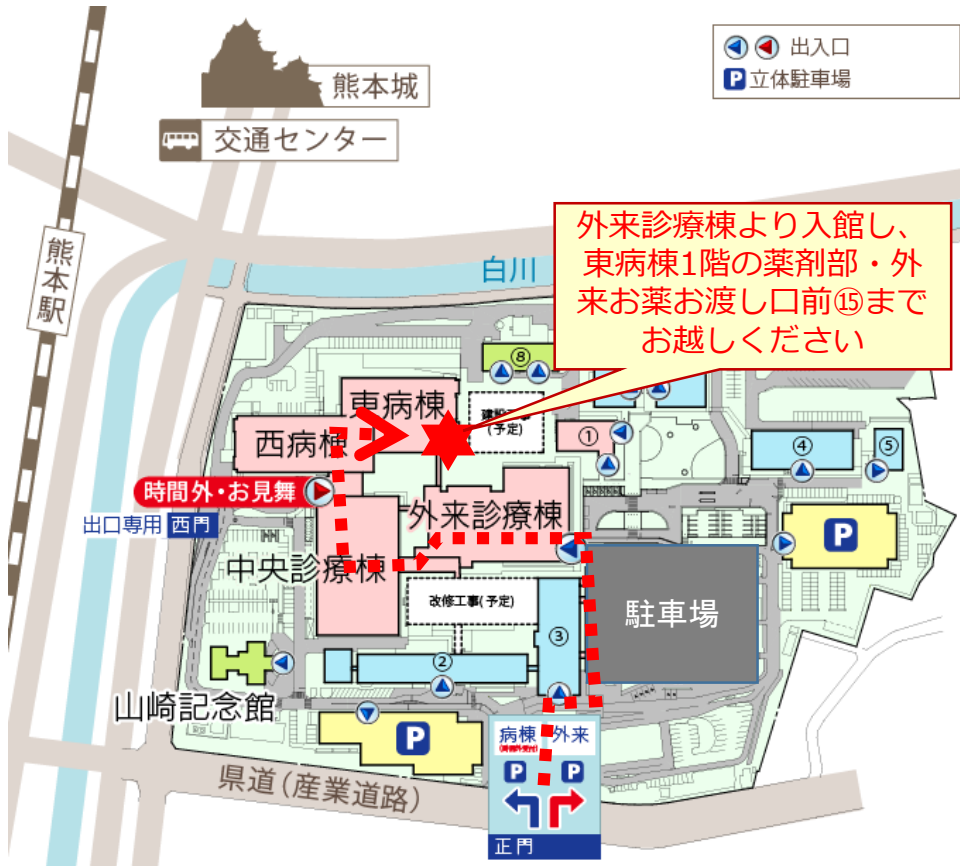 出入口
P 立体駐車場
熊本城
交通センター
熊本駅
白川
外来診療棟より入館し、
東病棟1階の薬剤部・外
来お薬お渡し口前⑮まで
お越しください
⑧
東病棟
建設工事
(予定)
①
④
⑤
西病棟
時間外・お見舞
外来診療棟
出口専用 西門
P
中央診療棟
改修工事(予定)
駐車場
③
②
山崎記念館
P
病棟 外来
P P
県道(産業道路)
正門